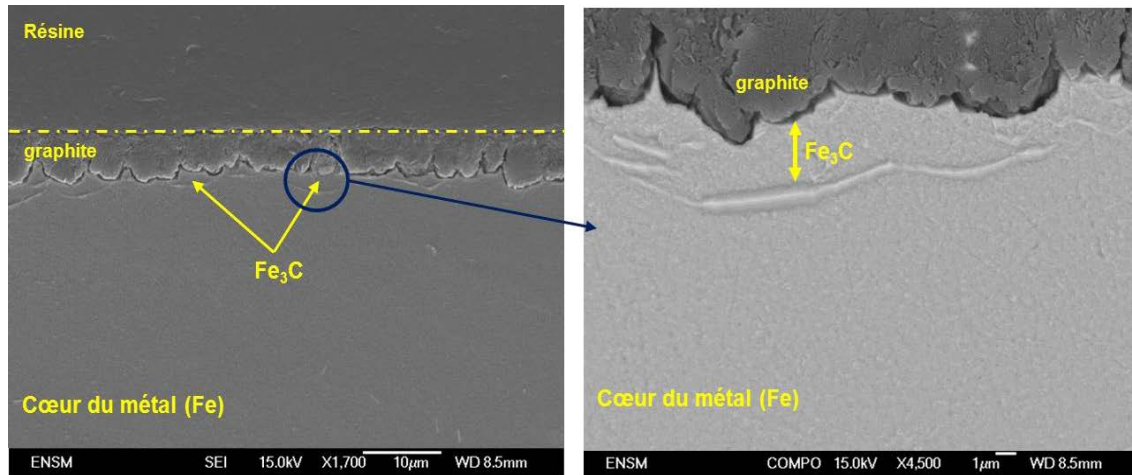 Résine
graphite
Fe₃C
Cœur du métal (Fe)
ENSM SEI 15.0kV X1,700 10µm WD 8.5mm
graphite
Fe₃C
Cœur du métal (Fe)
ENSM COMPO 15.0kV X4,500 1µm WD 8.5mm